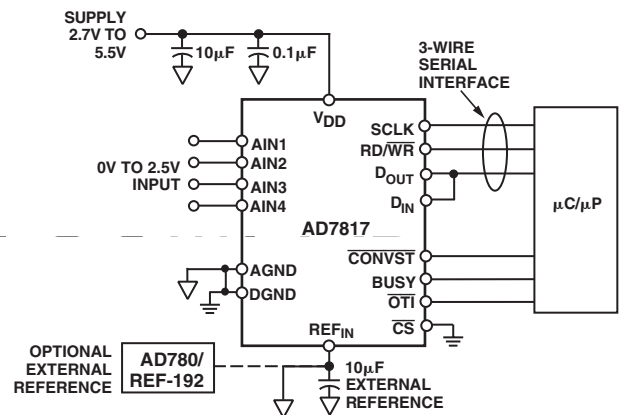 SUPPLY
2.7V TO
5.5V
10μF
0.1μF
3-WIRE
SERIAL
INTERFACE
VDD
AIN1
AIN2
AIN3
AIN4
0V TO 2.5V
INPUT
SCLK
RD/WR
DOUT
DIN
μC/μP
AD7817
CONVST
BUSY
OTI
CS
AGND
DGND
REFIN
OPTIONAL
EXTERNAL
REFERENCE
AD780/
REF-192
10μF
EXTERNAL
REFERENCE